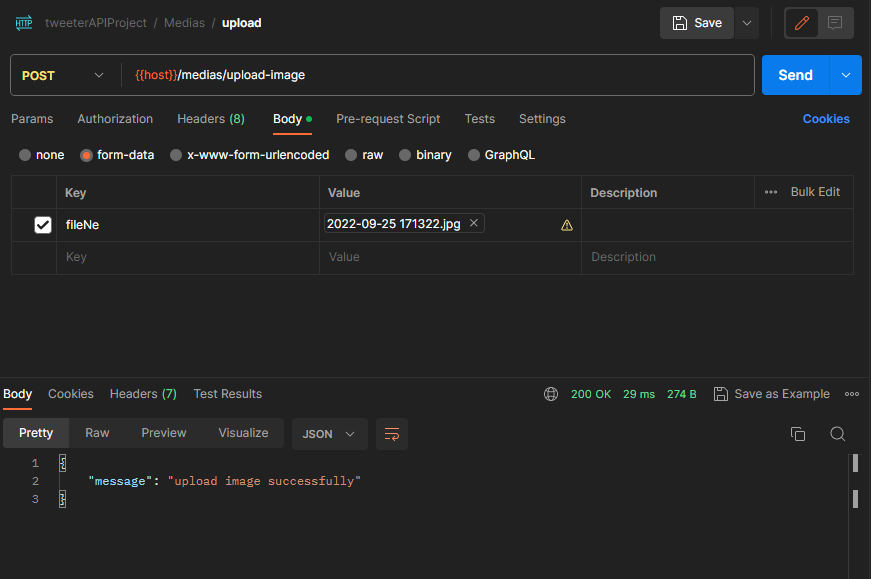 HTTP tweeterAPIProject / Medias / upload Save
POST {{host}}/medias/upload-image Send
Params Authorization Headers (8) Body Pre-request Script Tests Settings Cookies
none form-data x-www-form-urlencoded raw binary GraphQL
Key Value Description Bulk Edit
fileNe 2022-09-25 171322.jpg
Key Value Description
Body Cookies Headers (7) Test Results 200 OK 29 ms 274 B Save as Example
Pretty Raw Preview Visualize JSON
1 {
2 "message": "upload image successfully"
3 }